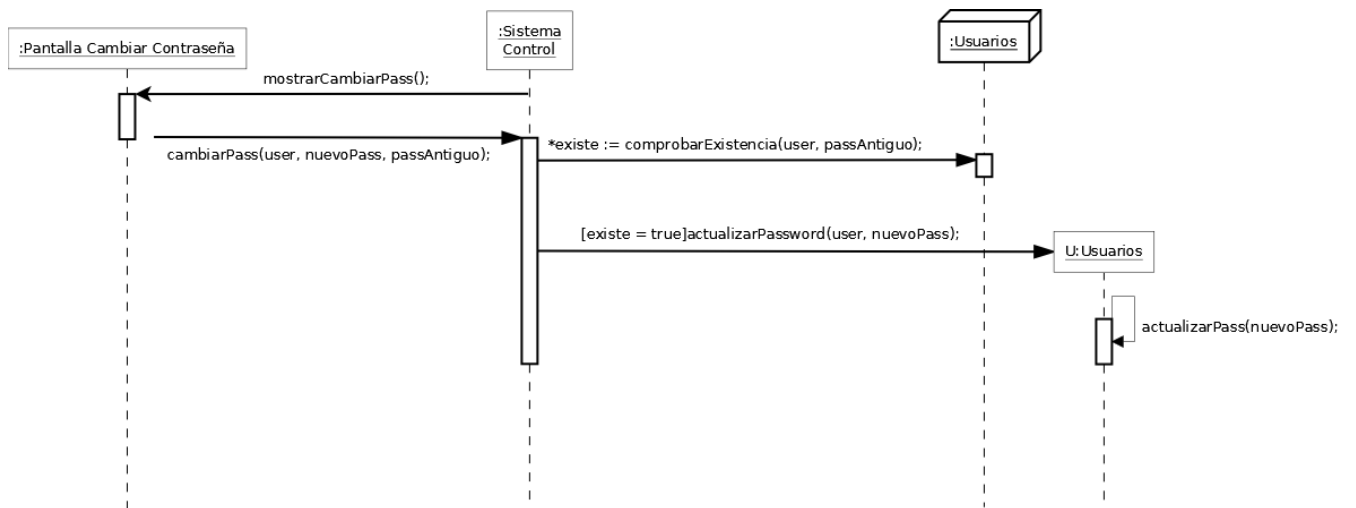 :Pantalla Cambiar Contraseña
:Sistema
Control
:Usuarios
mostrarCambiarPass();
cambiarPass(user, nuevoPass, passAntiguo);
*existe := comprobarExistencia(user, passAntiguo);
[existe = true]actualizarPassword(user, nuevoPass);
U:Usuarios
actualizarPass(nuevoPass);